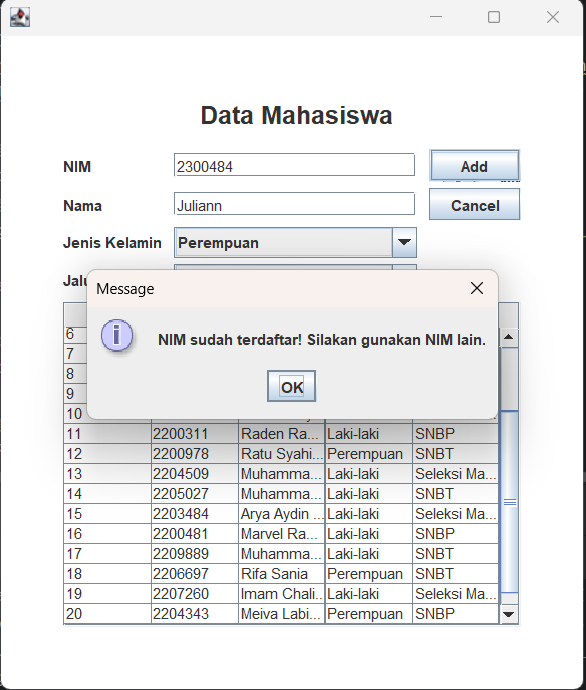 Data Mahasiswa
NIM 2300484 Add
Nama Juliann Cancel
Jenis Kelamin Perempuan
Message
NIM sudah terdaftar! Silakan gunakan NIM lain.
OK
6
7
8
9
10
11 2200311 Raden Ra... Laki-laki SNBP
12 2200978 Ratu Syahi... Perempuan SNBT
13 2204509 Muhamma... Laki-laki Seleksi Ma...
14 2205027 Muhamma... Laki-laki SNBT
15 2203484 Arya Aydin ... Laki-laki Seleksi Ma...
16 2200481 Marvel Ra... Laki-laki SNBP
17 2209889 Muhamma... Laki-laki SNBT
18 2206697 Rifa Sania Perempuan SNBT
19 2207260 Imam Chali... Laki-laki Seleksi Ma...
20 2204343 Meiva Labi... Perempuan SNBP